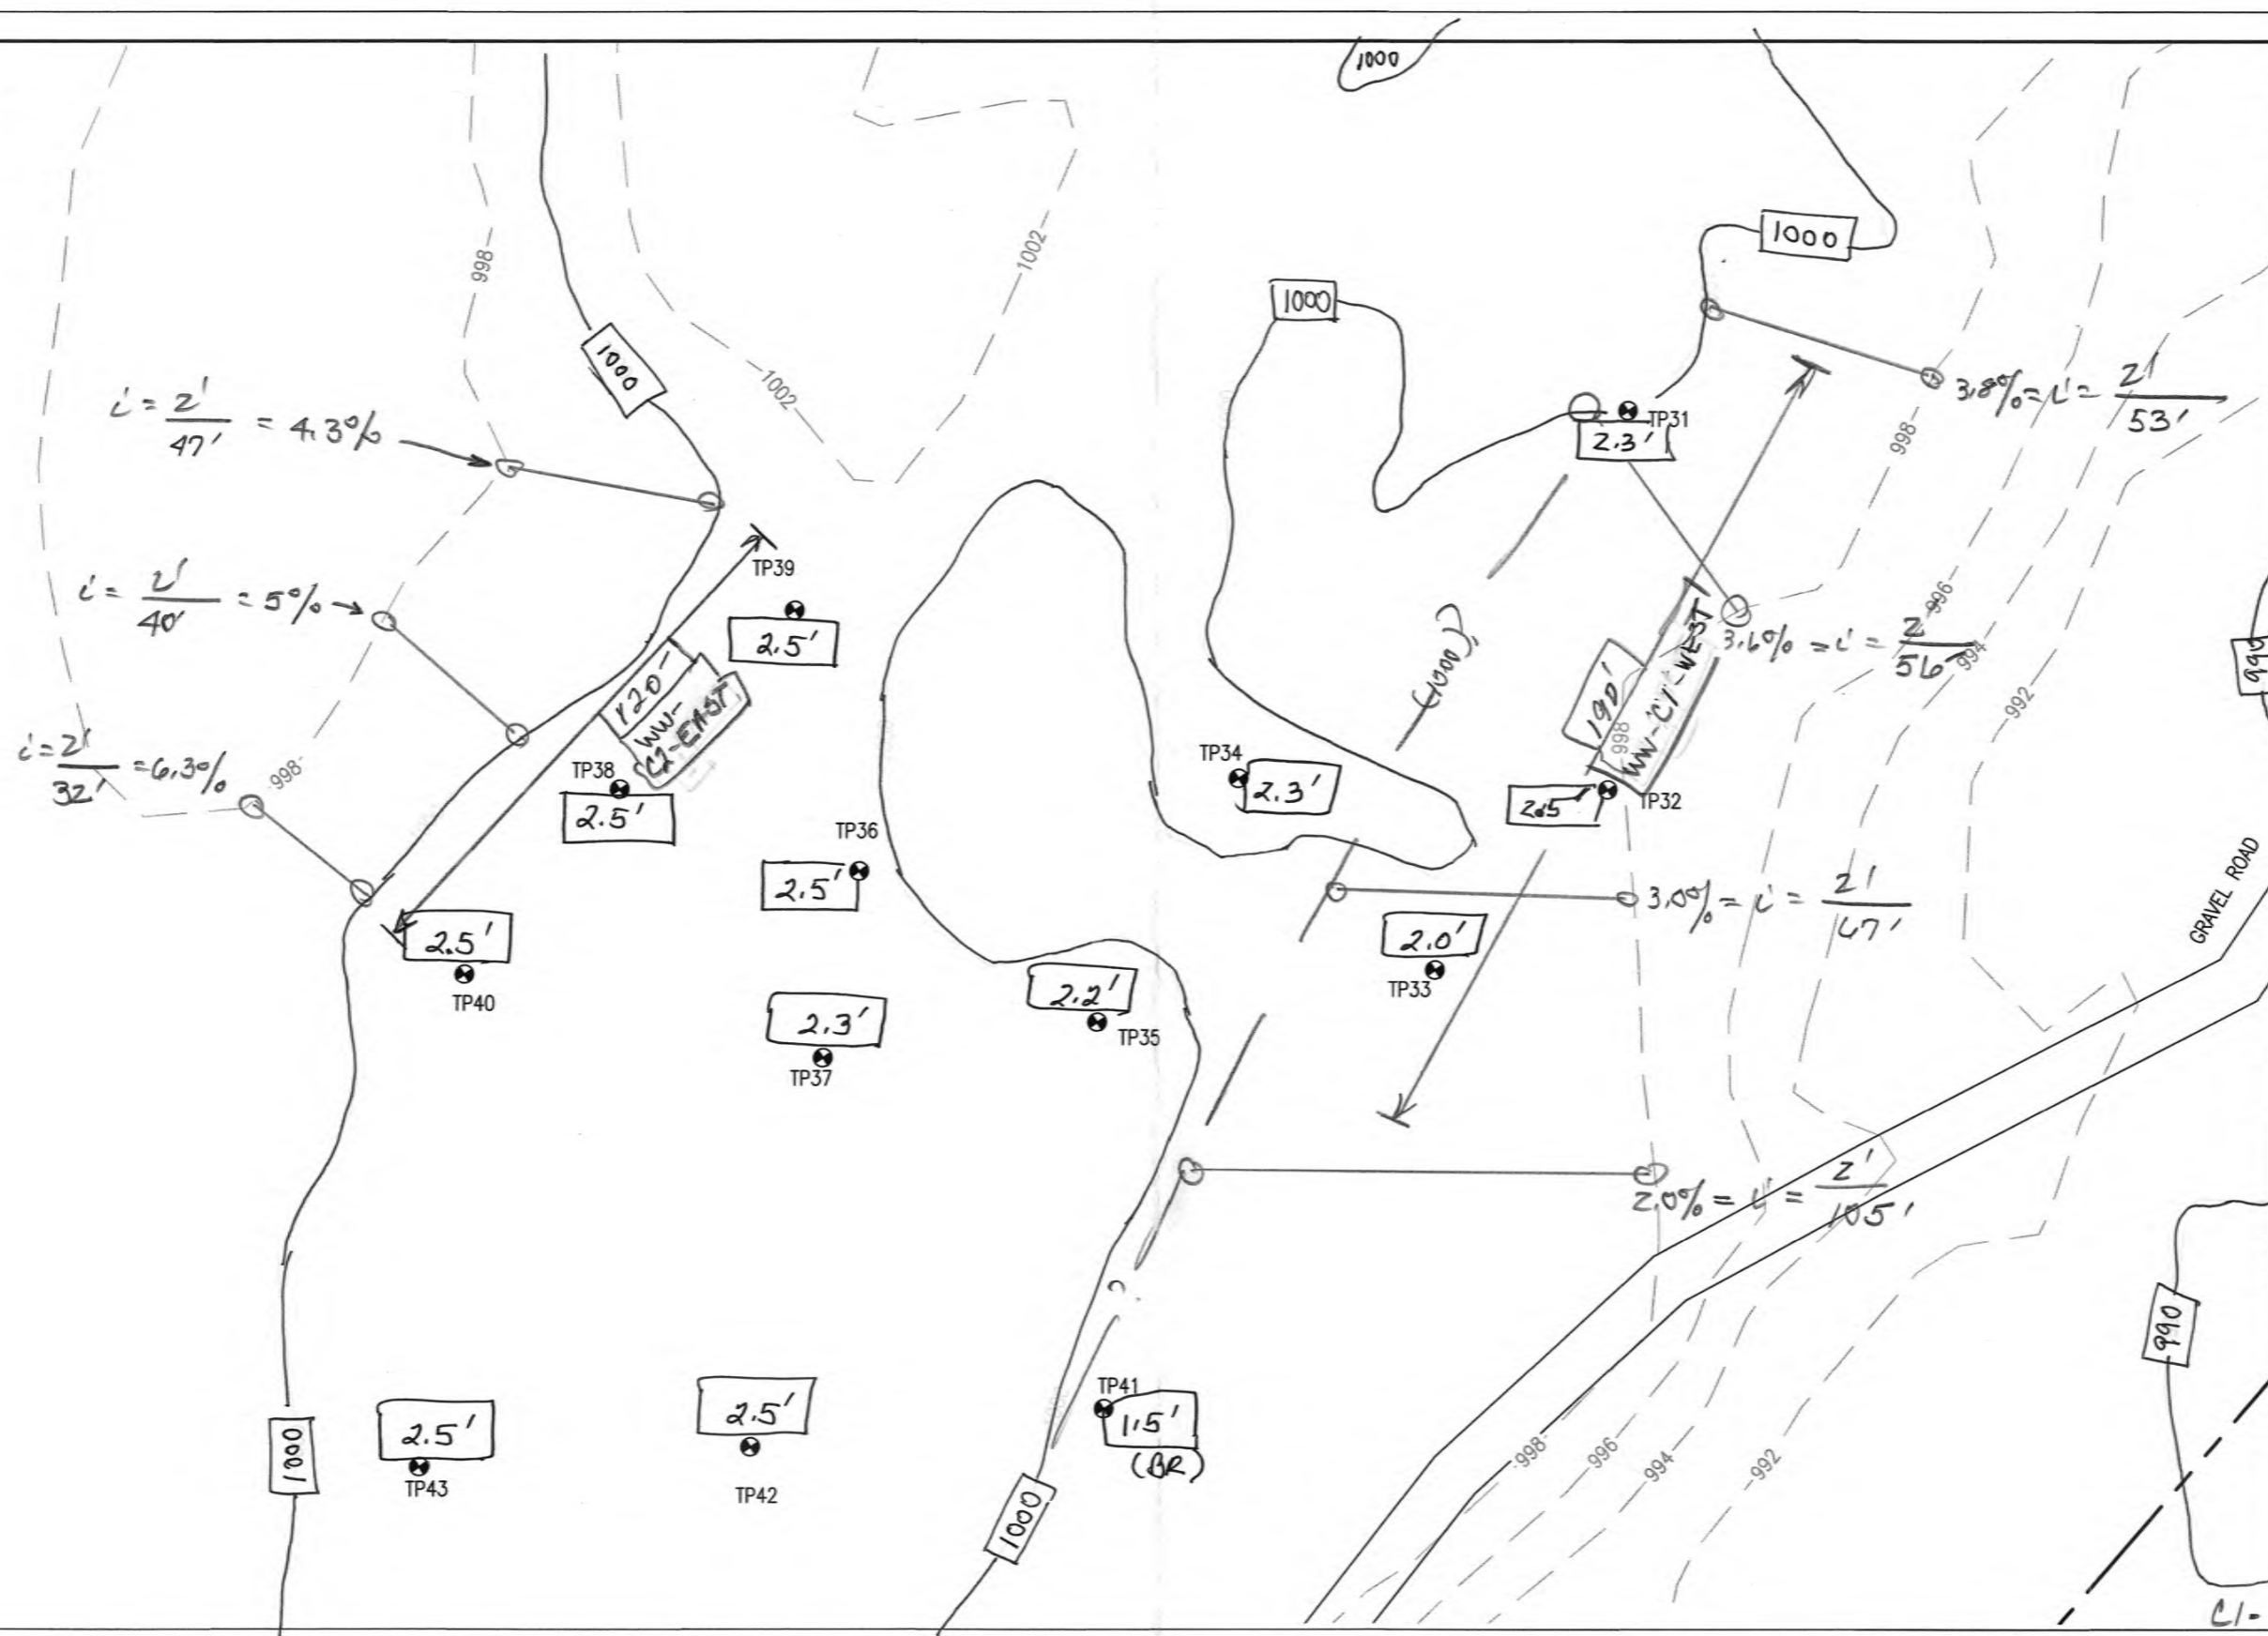 1000
1000
998
1002
1000
1000
i = 2' / 47' = 4.3%
1002
3.8% = i = 2' / 53'
TP31
2.3'
998
i = 2' / 40' = 5%
TP39
2.5'
(1000)
996
3.6% = i = 2 / 56'
994
992
990
120'
WW-
C2-EAST
190'
WW-C1-WEST
998
i = 2' / 32' = 6.3%
998
TP38
2.5'
TP34
2.3'
2.5'
TP32
TP36
2.5'
GRAVEL ROAD
3.0% = i = 2' / 67'
2.5'
TP40
2.0'
TP33
2.2'
TP35
2.3'
TP37
2.0% = i = 2' / 105'
?
990
TP41
1.5'
(BR)
2.5'
TP42
2.5'
TP43
1000
1000
998
996
994
992
C1-